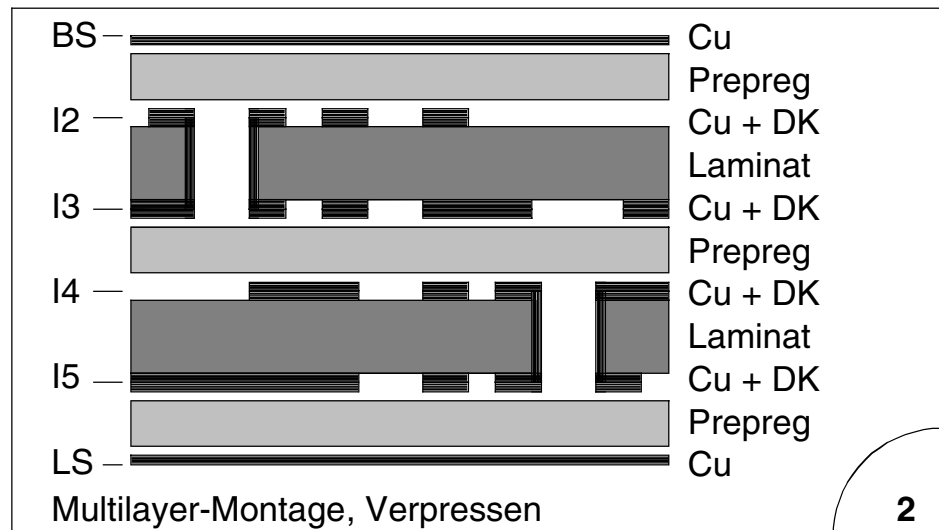 BS Cu
Prepreg
I2 Cu + DK
Laminat
I3 Cu + DK
Prepreg
I4 Cu + DK
Laminat
I5 Cu + DK
Prepreg
LS Cu
Multilayer-Montage, Verpressen 2